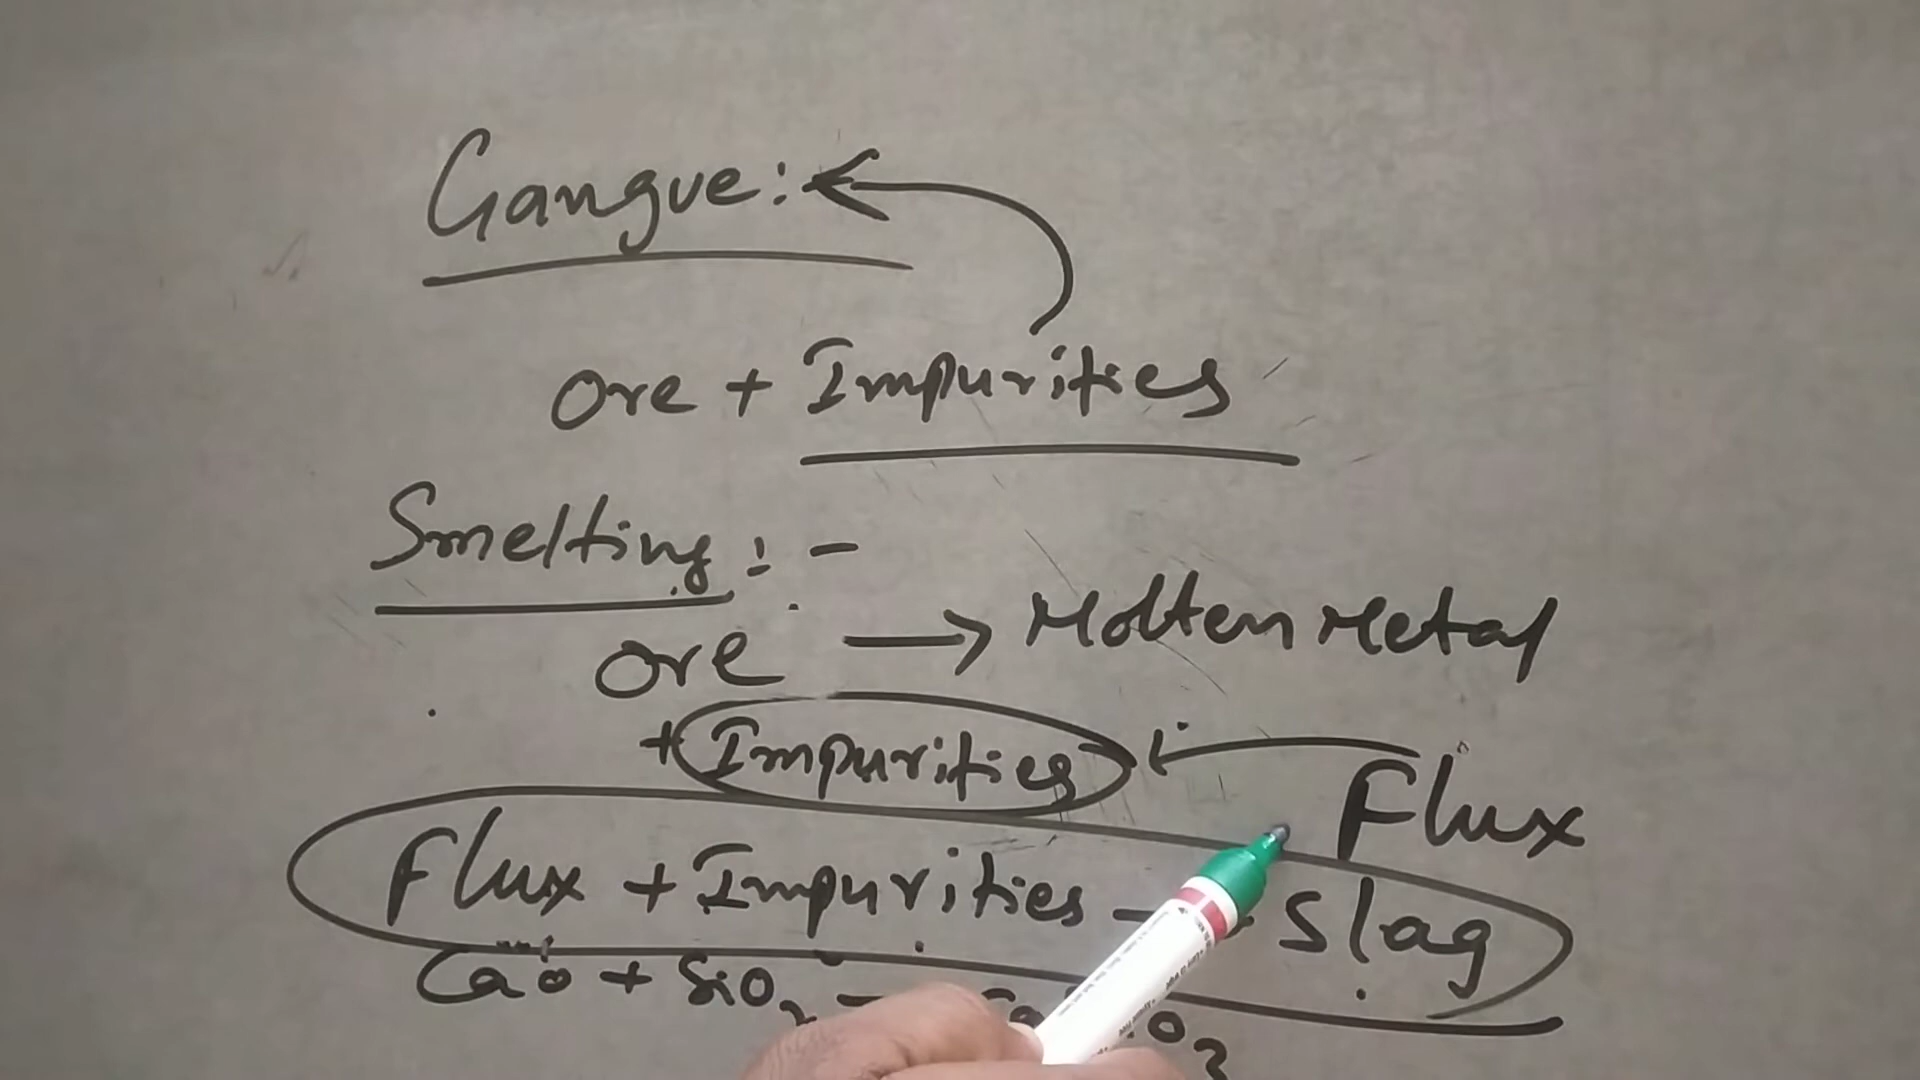 Gangue:
Ore + Impurities
Smelting: -
Ore → Molten Metal
+ Impurities ← Flux
Flux + Impurities → Slag
CaO + SiO2